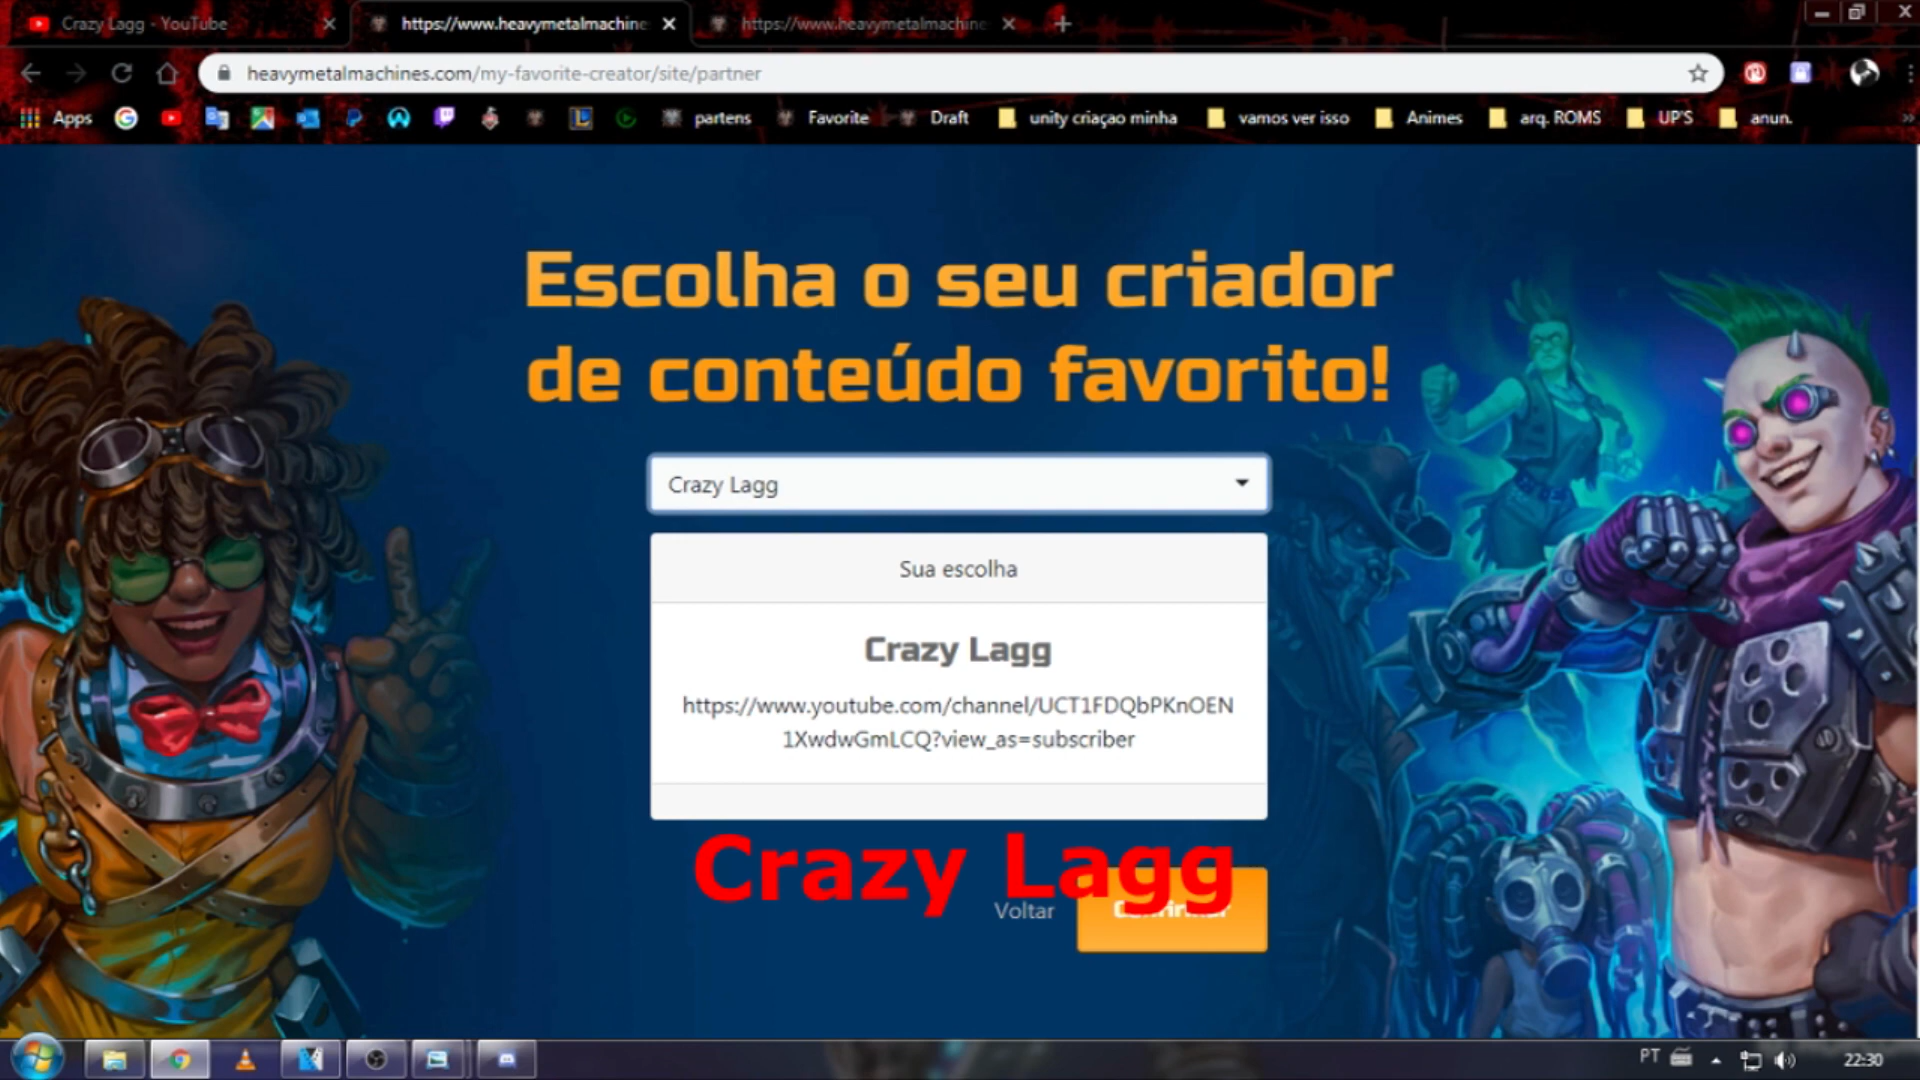 Crazy Lagg - YouTube
https://www.heavymetalmachine
https://www.heavymetalmachine
heavymetalmachines.com/my-favorite-creator/site/partner
Apps
partens
Favorite
Draft
unity criaçao minha
vamos ver isso
Animes
arq. ROMS
UP'S
anun.
Escolha o seu criador
de conteúdo favorito!
Crazy Lagg
Sua escolha
Crazy Lagg
https://www.youtube.com/channel/UCT1FDQbPKnOEN
1XwdwGmLCQ?view_as=subscriber
Crazy Lagg
Voltar
PT
22:30